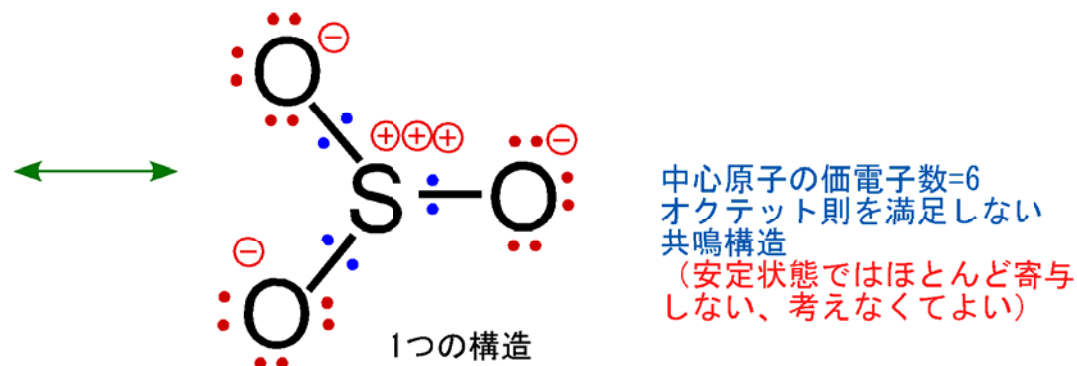 O
⊖
⊕⊕⊕
S
O
⊖
⊖
O
1つの構造
中心原子の価電子数=6
オクテット則を満足しない
共鳴構造
（安定状態ではほとんど寄与
しない、考えなくてよい）